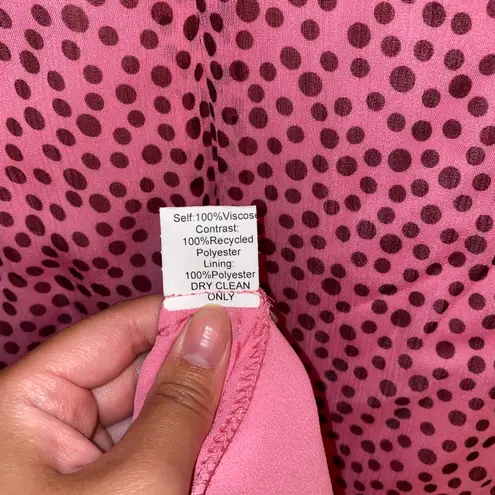 Self:100%Viscose
Contrast:
100%Recycled
Polyester
Lining:
100%Polyester
DRY CLEAN
ONLY